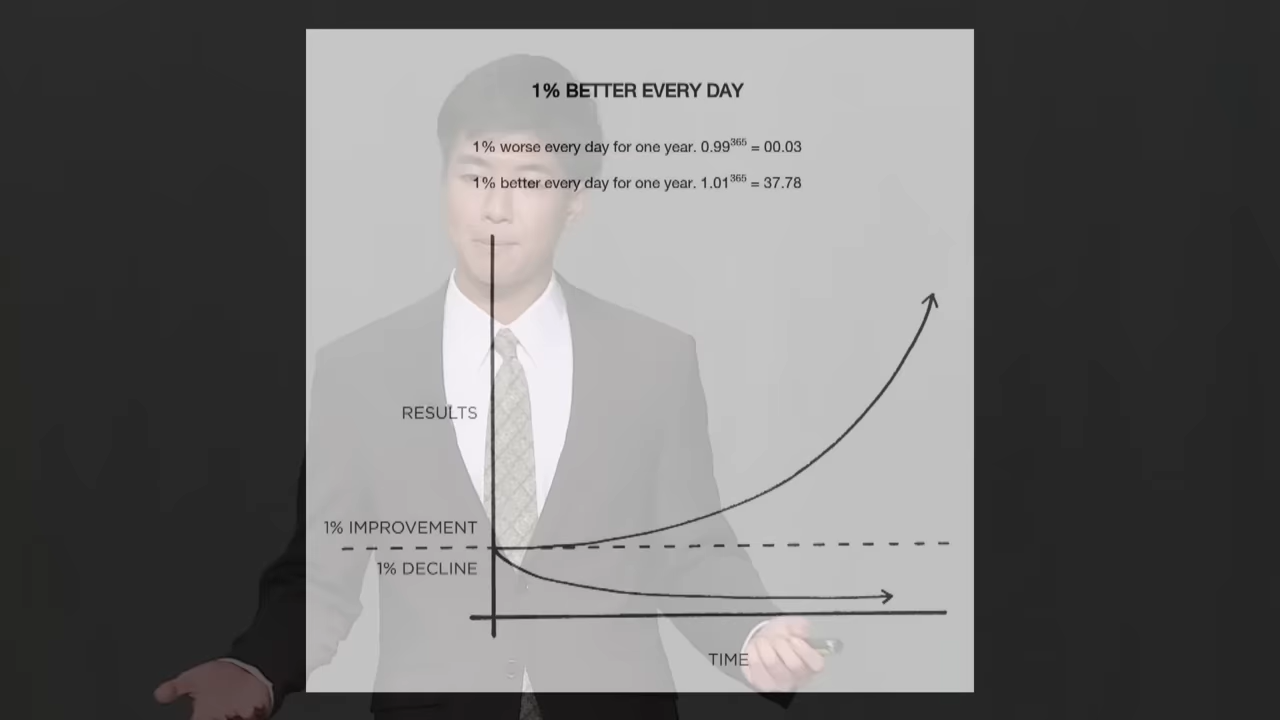 1% BETTER EVERY DAY
1% worse every day for one year. 0.99³⁶⁵ = 00.03
1% better every day for one year. 1.01³⁶⁵ = 37.78
RESULTS
1% IMPROVEMENT
1% DECLINE
TIME